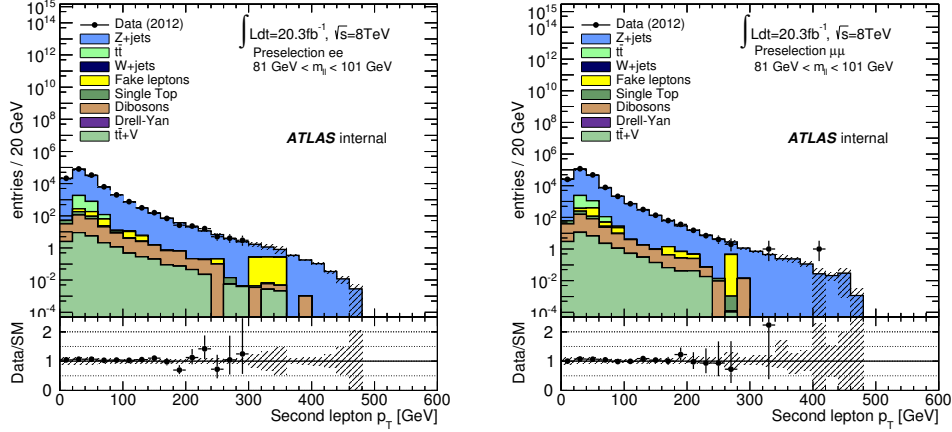 10^15
10^14
10^12
10^10
10^8
10^6
10^4
10^2
1
10^-2
10^-4
entries / 20 GeV
Data (2012)
Z+jets
tt̄
W+jets
Fake leptons
Single Top
Dibosons
Drell-Yan
tt̄+V
∫ Ldt=20.3fb^-1, √s=8TeV
Preselection ee
81 GeV < m_ll < 101 GeV
ATLAS internal
Data/SM
2
1
0
0 100 200 300 400 500 600
Second lepton p_T [GeV]
10^15
10^14
10^12
10^10
10^8
10^6
10^4
10^2
1
10^-2
10^-4
entries / 20 GeV
Data (2012)
Z+jets
tt̄
W+jets
Fake leptons
Single Top
Dibosons
Drell-Yan
tt̄+V
∫ Ldt=20.3fb^-1, √s=8TeV
Preselection μμ
81 GeV < m_ll < 101 GeV
ATLAS internal
Data/SM
2
1
0
0 100 200 300 400 500 600
Second lepton p_T [GeV]